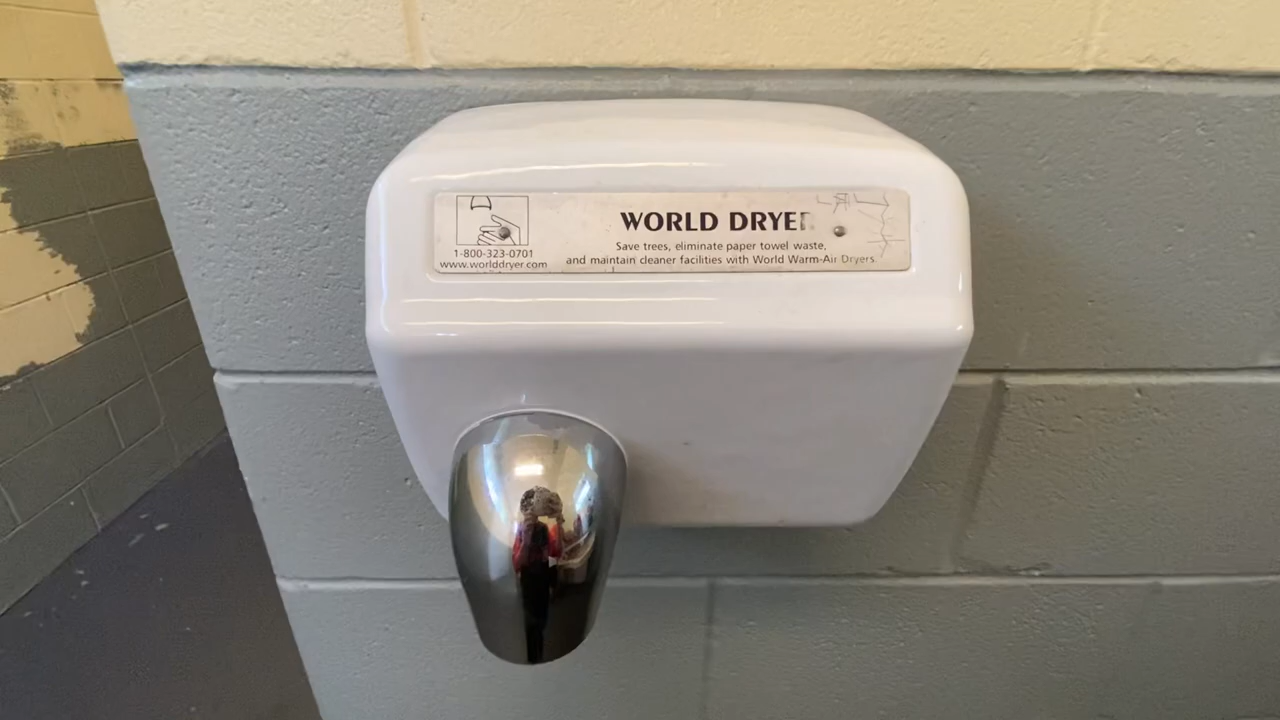 WORLD DRYER
Save trees, eliminate paper towel waste,
and maintain cleaner facilities with World Warm-Air Dryers.
1-800-323-0701
www.worlddryer.com